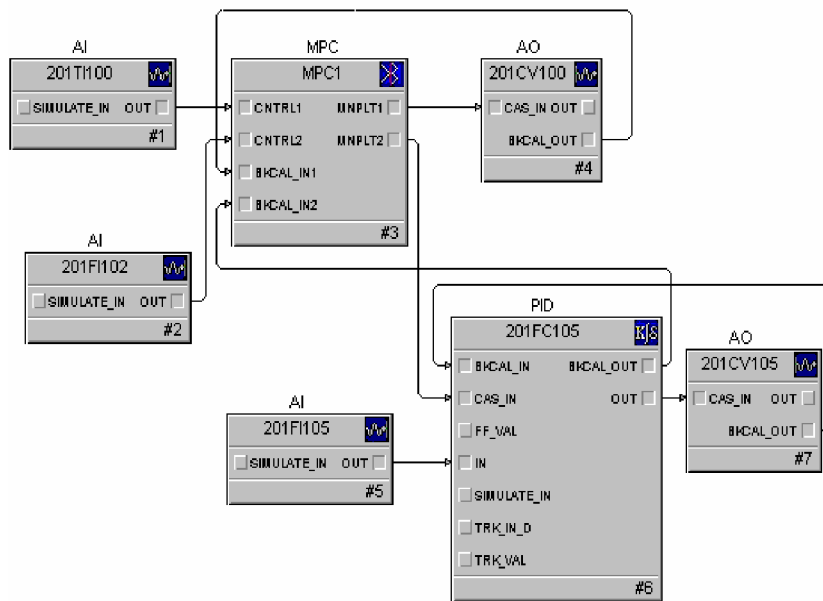 AI
201TI100
SIMULATE_IN OUT
#1
MPC
MPC1
CNTRL1 MNPLT1
CNTRL2 MNPLT2
BKCAL_IN1
BKCAL_IN2
#3
AO
201CV100
CAS_IN OUT
BKCAL_OUT
#4
AI
201FI102
SIMULATE_IN OUT
#2
PID
201FC105
K∫s
BKCAL_IN BKCAL_OUT
CAS_IN OUT
FF_VAL
IN
SIMULATE_IN
TRK_IN_D
TRK_VAL
#6
AO
201CV105
CAS_IN OUT
BKCAL_OUT
#7
AI
201FI105
SIMULATE_IN OUT
#5